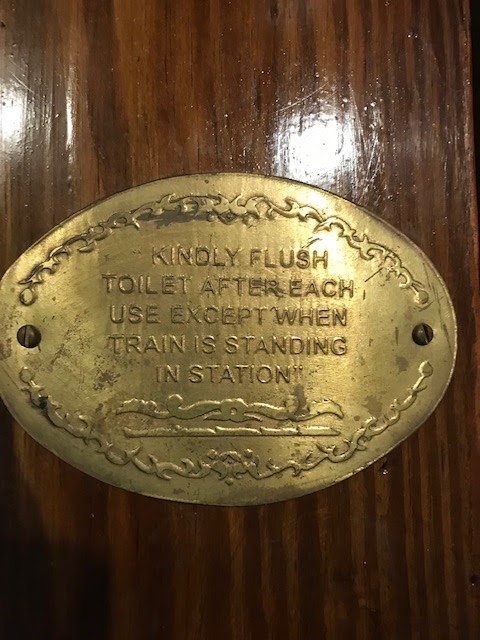 "KINDLY FLUSH
TOILET AFTER EACH
USE EXCEPT WHEN
TRAIN IS STANDING
IN STATION"